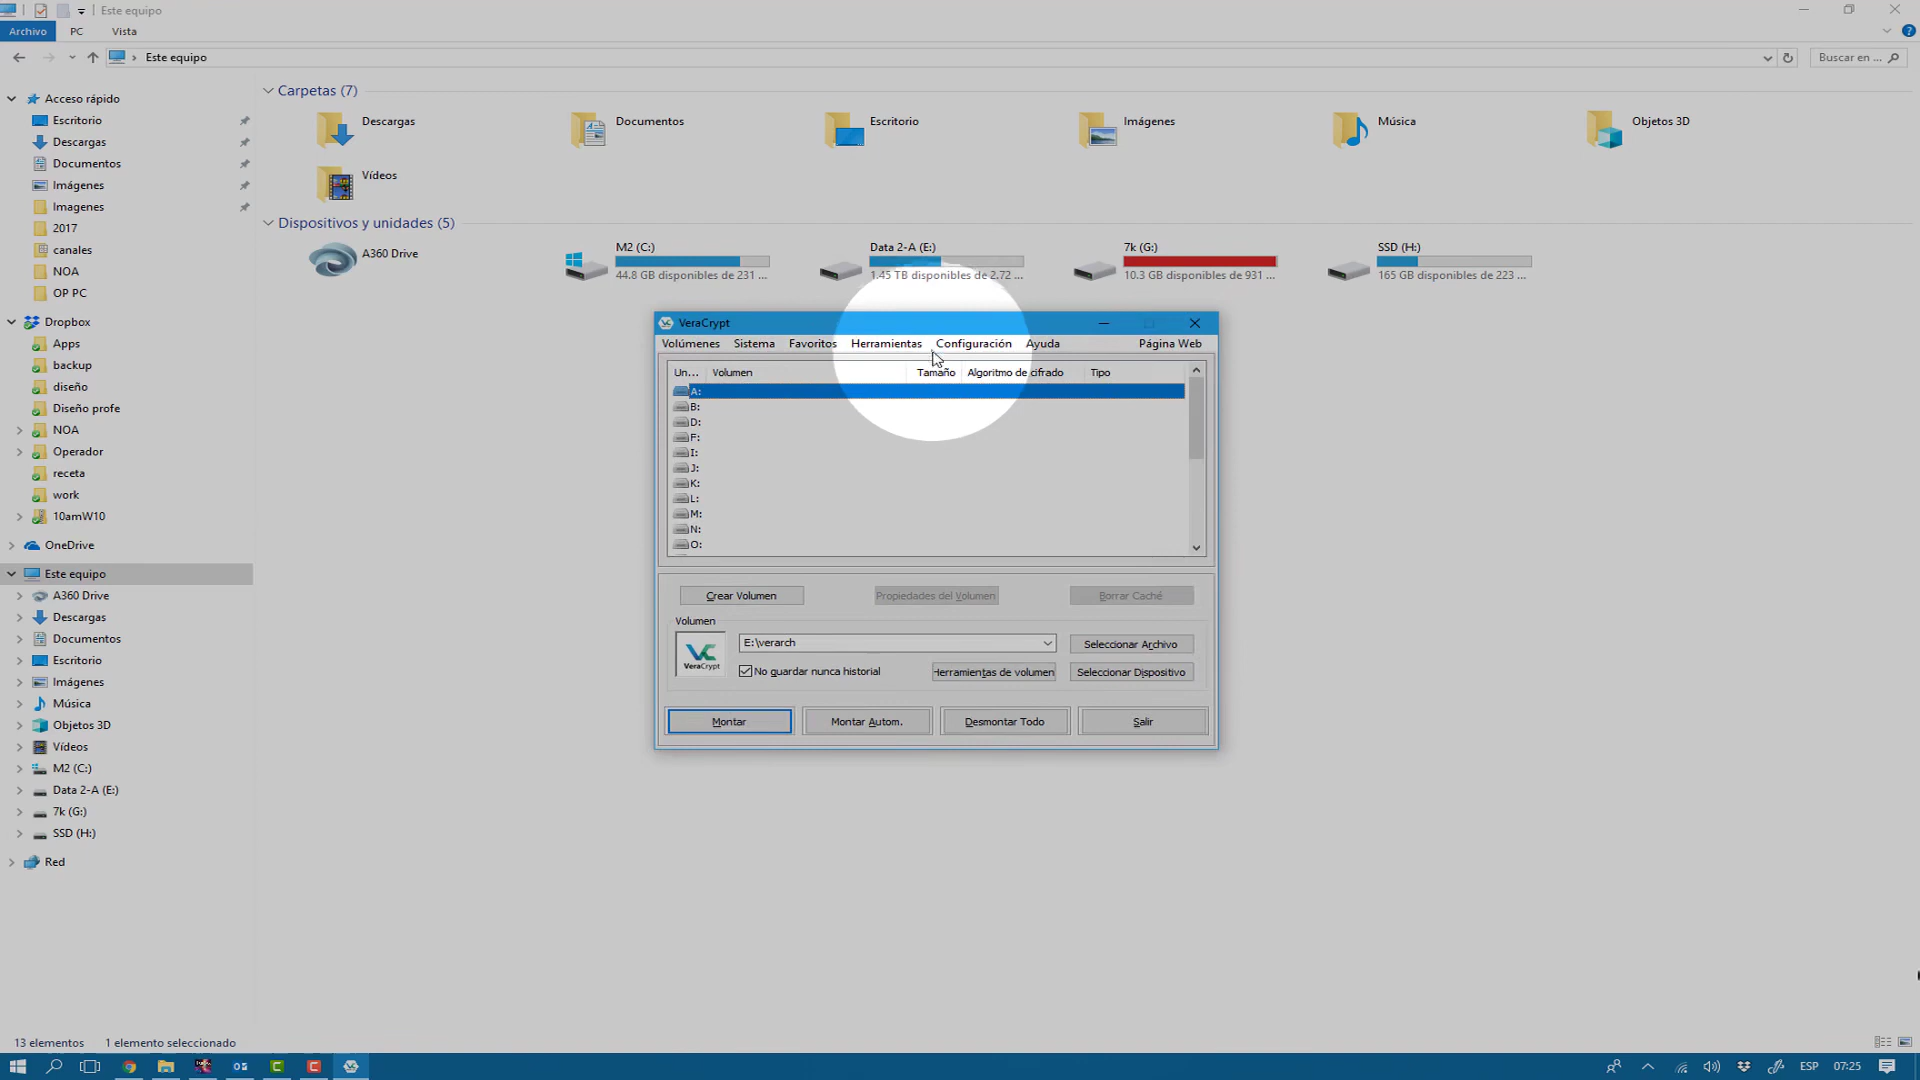 Este equipo
Archivo PC Vista
Este equipo
Buscar en ...
Acceso rápido
Escritorio
Descargas
Documentos
Imágenes
Imagenes
2017
canales
NOA
OP PC
Dropbox
Apps
backup
diseño
Diseño profe
NOA
Operador
receta
work
10amW10
OneDrive
Este equipo
A360 Drive
Descargas
Documentos
Escritorio
Imágenes
Música
Objetos 3D
Vídeos
M2 (C:)
Data 2-A (E:)
7k (G:)
SSD (H:)
Red
Carpetas (7)
Descargas
Documentos
Escritorio
Imágenes
Música
Objetos 3D
Vídeos
Dispositivos y unidades (5)
A360 Drive
M2 (C:)
44.8 GB disponibles de 231 ...
Data 2-A (E:)
1.45 TB disponibles de 2.72 ...
7k (G:)
10.3 GB disponibles de 931 ...
SSD (H:)
165 GB disponibles de 223 ...
VeraCrypt
Volúmenes Sistema Favoritos Herramientas Configuración Ayuda Página Web
Un... Volumen Tamaño Algoritmo de cifrado Tipo
A:
B:
D:
F:
I:
J:
K:
L:
M:
N:
O:
Crear Volumen Propiedades del Volumen Borrar Caché
Volumen
VeraCrypt
E:\verarch
Seleccionar Archivo
No guardar nunca historial
Herramientas de volumen
Seleccionar Dispositivo
Montar Montar Autom. Desmontar Todo Salir
13 elementos 1 elemento seleccionado
ESP 07:25